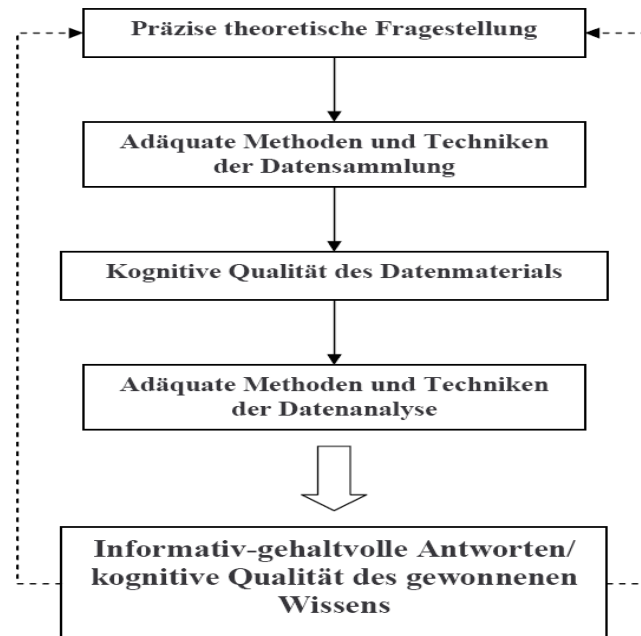 Präzise theoretische Fragestellung
Adäquate Methoden und Techniken
der Datensammlung
Kognitive Qualität des Datenmaterials
Adäquate Methoden und Techniken
der Datenanalyse
Informativ-gehaltvolle Antworten/
kognitive Qualität des gewonnenen
Wissens